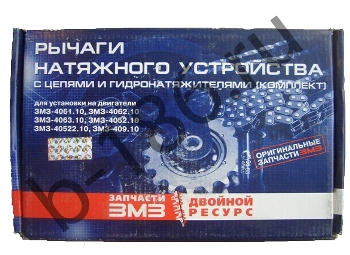 РЫЧАГИ
НАТЯЖНОГО УСТРОЙСТВА
С ЦЕПЯМИ И ГИДРОНАТЯЖИТЕЛЯМИ (КОМПЛЕКТ)
для установки на двигатели
ЗМЗ-4061.10, ЗМЗ-4062.10
ЗМЗ-4063.10, ЗМЗ-4052.10
ЗМЗ-40522.10, ЗМЗ-409.10
ОРИГИНАЛЬНЫЕ
ЗАПЧАСТИ ЗМЗ
ЗАПЧАСТИ
ЗМЗ
ДВОЙНОЙ
РЕСУРС
b-186.ru